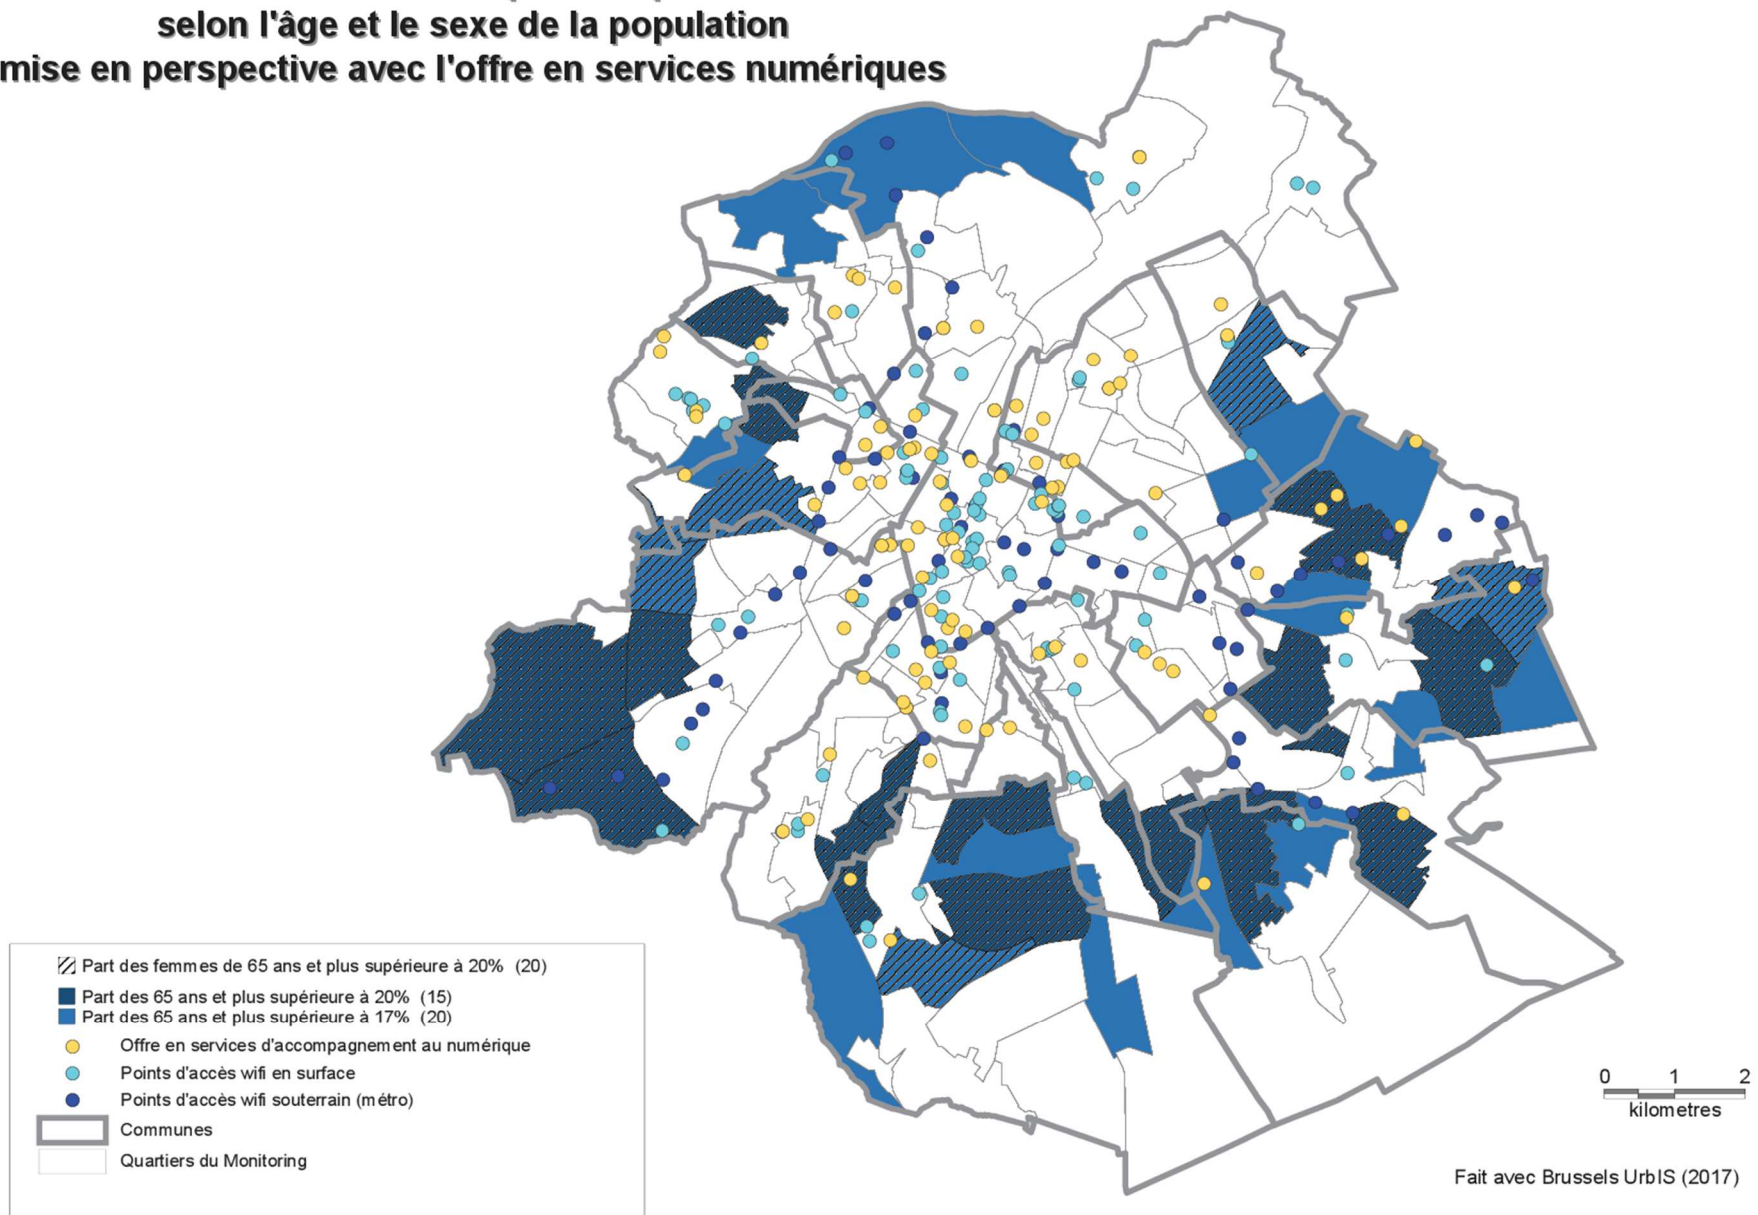 selon l'âge et le sexe de la population
mise en perspective avec l'offre en services numériques
Part des femmes de 65 ans et plus supérieure à 20% (20)
Part des 65 ans et plus supérieure à 20% (15)
Part des 65 ans et plus supérieure à 17% (20)
Offre en services d'accompagnement au numérique
Points d'accès wifi en surface
Points d'accès wifi souterrain (métro)
Communes
Quartiers du Monitoring
0 1 2
kilometres
Fait avec Brussels UrbIS (2017)